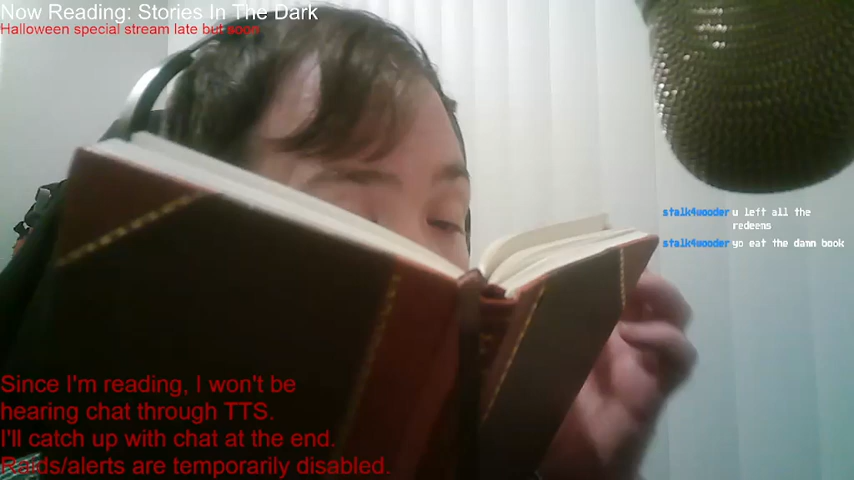 Now Reading: Stories In The Dark
Halloween special stream late but soon
stalk4wooder u left all the
redeens
stalk4wooder yo eat the damn book
Since I'm reading, I won't be
hearing chat through TTS.
I'll catch up with chat at the end.
Raids/alerts are temporarily disabled.